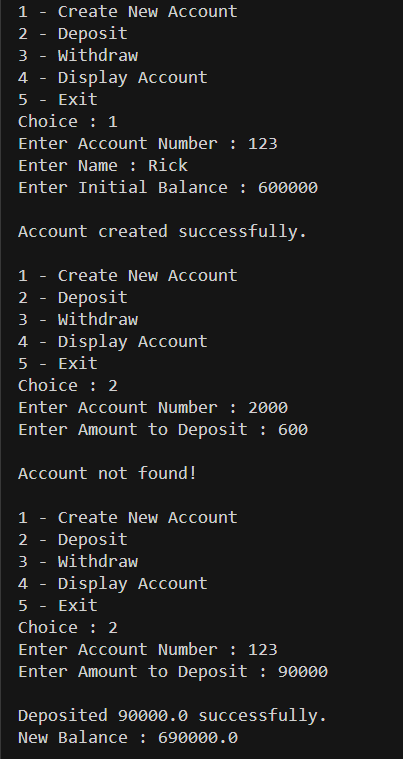 1 - Create New Account
2 - Deposit
3 - Withdraw
4 - Display Account
5 - Exit
Choice : 1
Enter Account Number : 123
Enter Name : Rick
Enter Initial Balance : 600000
Account created successfully.
1 - Create New Account
2 - Deposit
3 - Withdraw
4 - Display Account
5 - Exit
Choice : 2
Enter Account Number : 2000
Enter Amount to Deposit : 600
Account not found!
1 - Create New Account
2 - Deposit
3 - Withdraw
4 - Display Account
5 - Exit
Choice : 2
Enter Account Number : 123
Enter Amount to Deposit : 90000
Deposited 90000.0 successfully.
New Balance : 690000.0